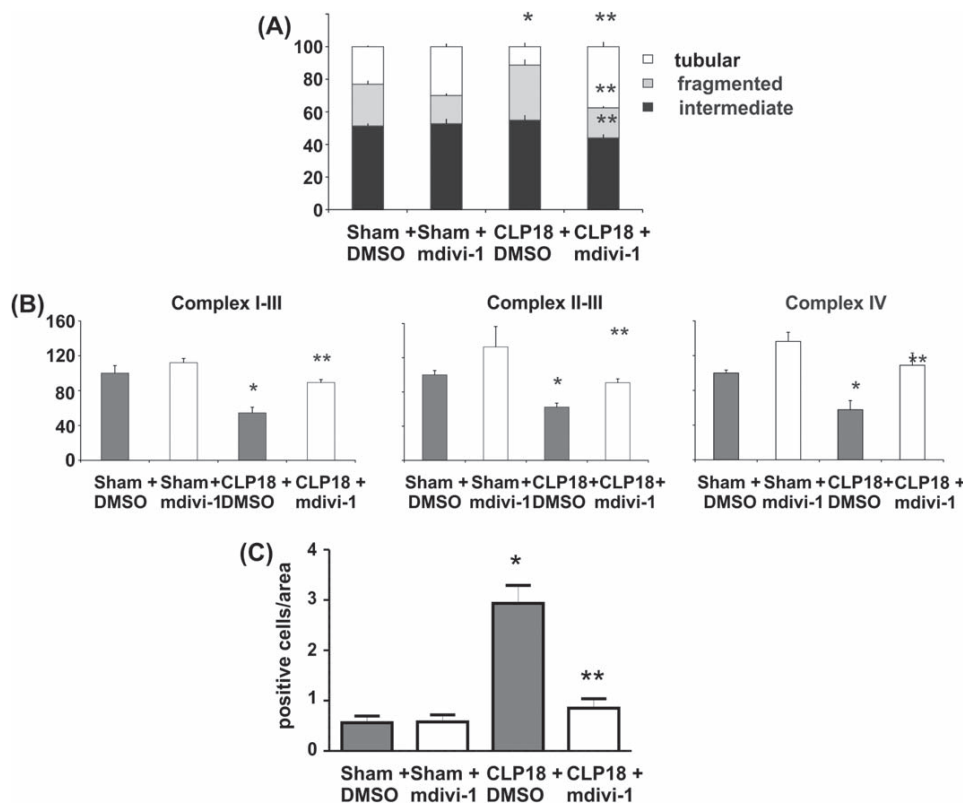 (A)
*
**
100
80
60
40
20
0
**
**
tubular
fragmented
intermediate
Sham + Sham + CLP18 + CLP18 +
DMSO mdivi-1 DMSO mdivi-1
(B)
Complex I-III
Complex II-III
Complex IV
160
120
80
40
0
*
**
*
**
*
**
Sham + Sham+CLP18 + CLP18 +
DMSO mdivi-1 DMSO mdivi-1
Sham + Sham+ CLP18+ CLP18+
DMSO mdivi-1 DMSO mdivi-1
Sham + Sham + CLP18+ CLP18 +
DMSO mdivi-1 DMSO mdivi-1
(C)
positive cells/area
4
3
2
1
0
*
**
Sham +Sham + CLP18 + CLP18 +
DMSO mdivi-1 DMSO mdivi-1